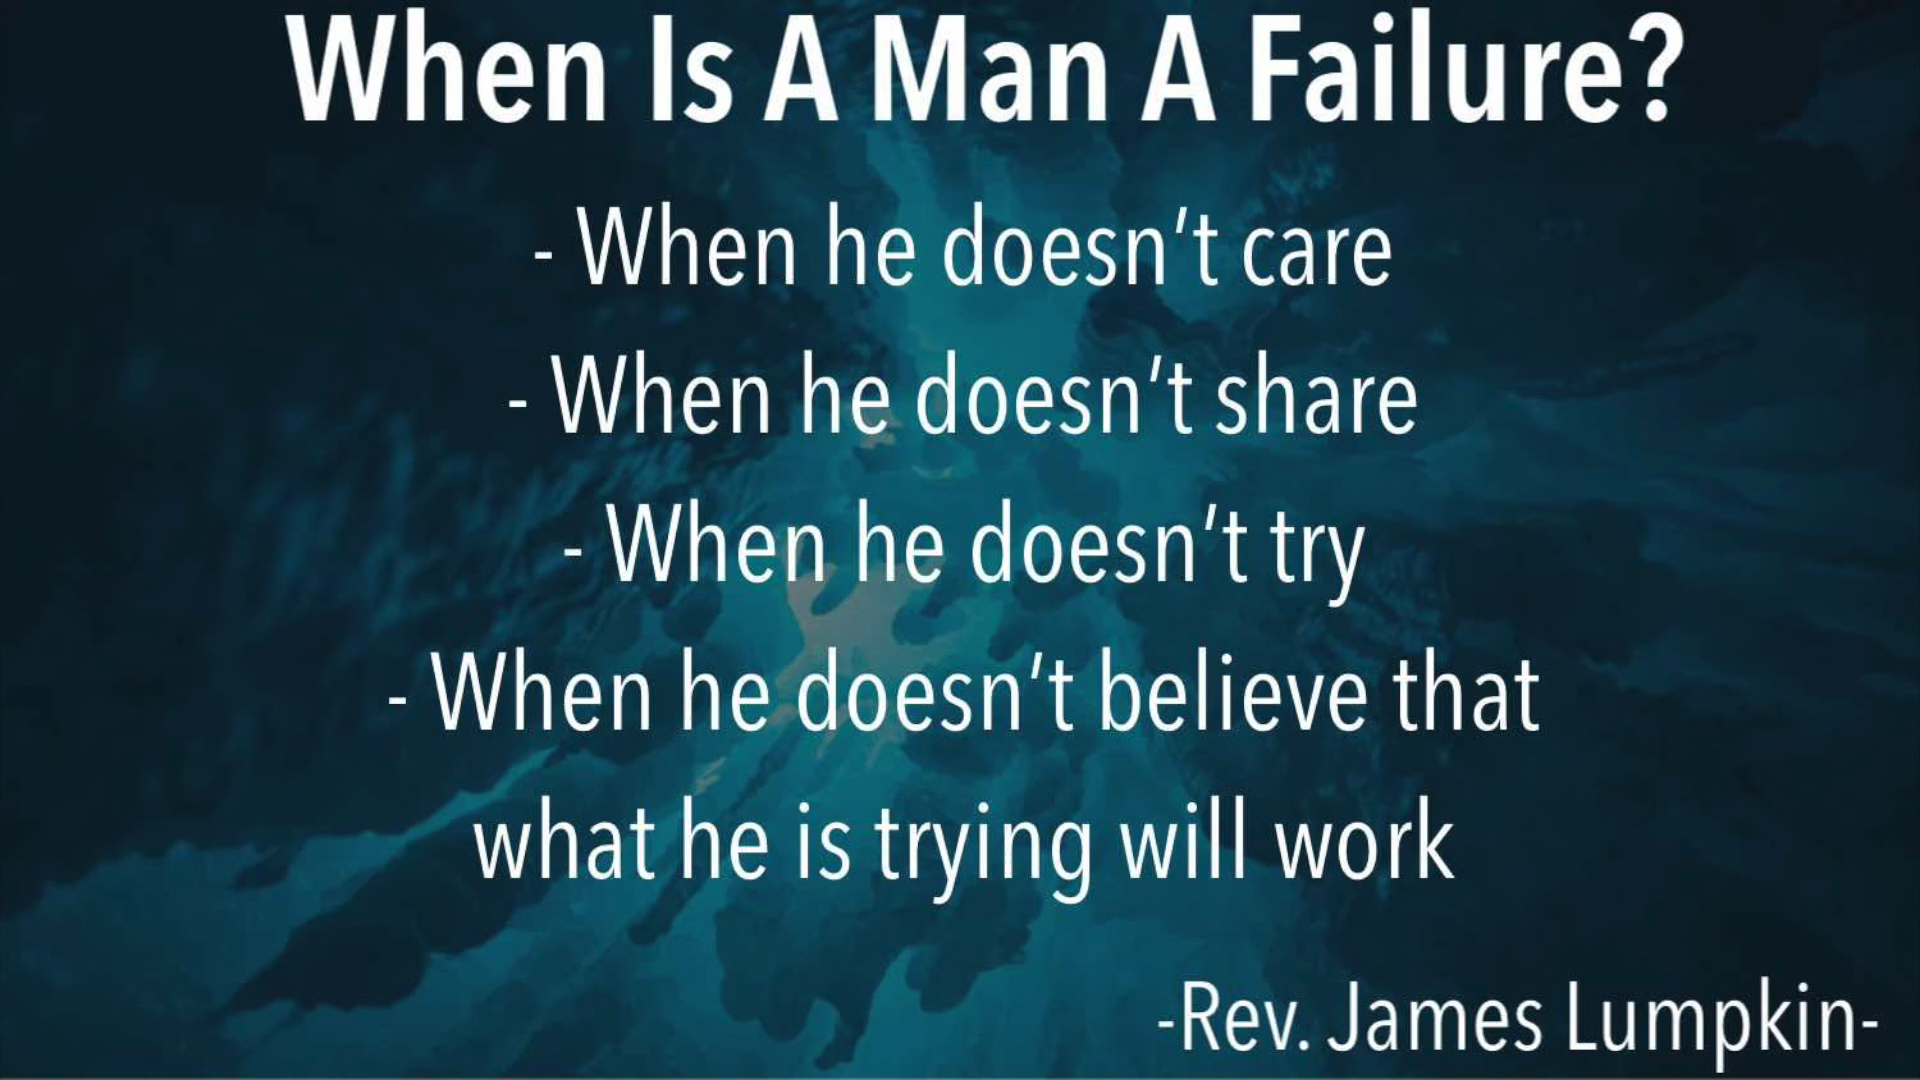 When Is A Man A Failure?
- When he doesn't care
- When he doesn't share
- When he doesn't try
- When he doesn't believe that
what he is trying will work
-Rev. James Lumpkin-